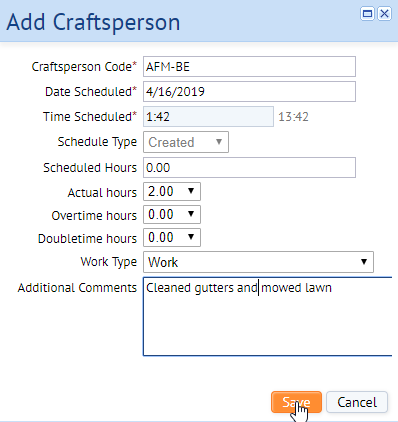 Add Craftsperson
Craftsperson Code* AFM-BE
Date Scheduled* 4/16/2019
Time Scheduled* 1:42 13:42
Schedule Type Created
Scheduled Hours 0.00
Actual hours 2.00
Overtime hours 0.00
Doubletime hours 0.00
Work Type Work
Additional Comments Cleaned gutters and mowed lawn
Save Cancel